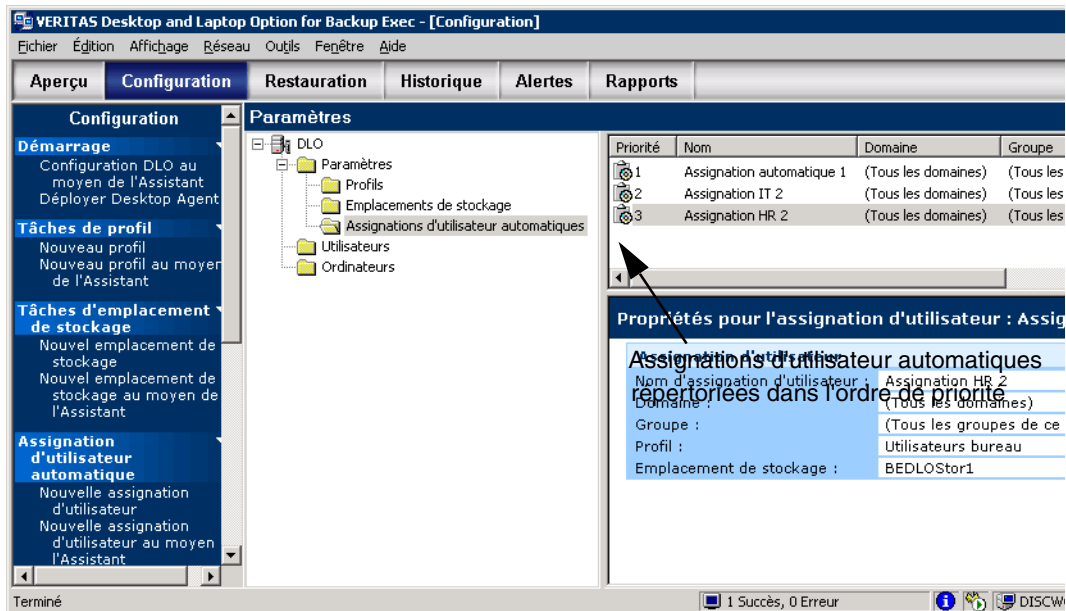 VERITAS Desktop and Laptop Option for Backup Exec - [Configuration]
Fichier Édition Affichage Réseau Outils Fenêtre Aide
Aperçu Configuration Restauration Historique Alertes Rapports
Configuration
Démarrage
Configuration DLO au
moyen de l'Assistant
Déployer Desktop Agent
Tâches de profil
Nouveau profil
Nouveau profil au moyen
de l'Assistant
Tâches d'emplacement
de stockage
Nouvel emplacement de
stockage
Nouvel emplacement de
stockage au moyen de
l'Assistant
Assignation
d'utilisateur
automatique
Nouvelle assignation
d'utilisateur
Nouvelle assignation
d'utilisateur au moyen
l'Assistant
Paramètres
DLO
Paramètres
Profils
Emplacements de stockage
Assignations d'utilisateur automatiques
Utilisateurs
Ordinateurs
Priorité Nom Domaine Groupe
1 Assignation automatique 1 (Tous les domaines) (Tous les
2 Assignation IT 2 (Tous les domaines) (Tous les
3 Assignation HR 2 (Tous les domaines) (Tous les
Propriétés pour l'assignation d'utilisateur : Assig
Assignation d'utilisateur
Assignations d'utilisateur automatiques
répertoriées dans l'ordre de priorité
Nom d'assignation d'utilisateur : Assignation HR 2
Domaine : (Tous les domaines)
Groupe : (Tous les groupes de ce
Profil : Utilisateurs bureau
Emplacement de stockage : BEDLOStor1
Terminé 1 Succès, 0 Erreur DISCW